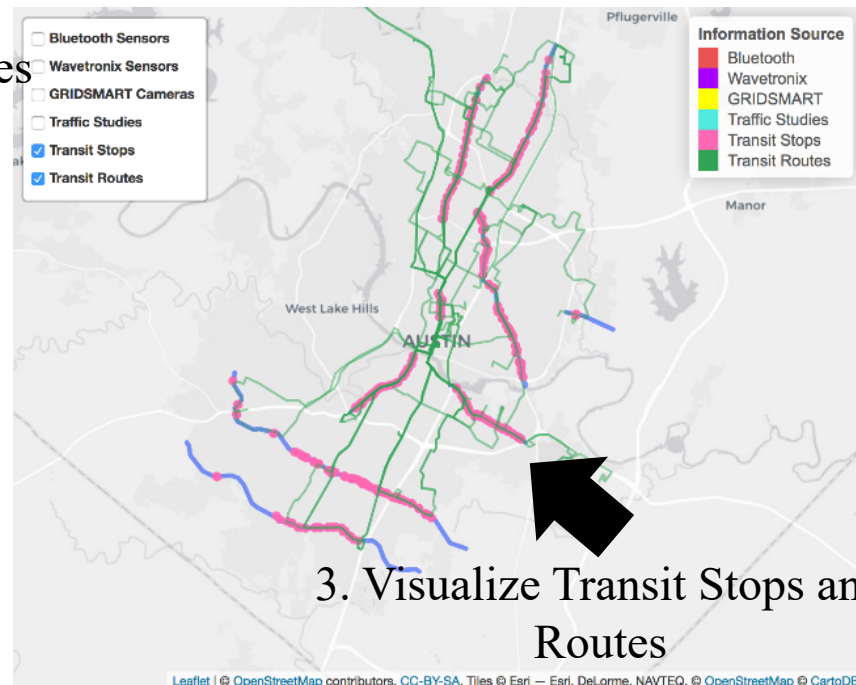 es
Bluetooth Sensors
Wavetronix Sensors
GRIDSMART Cameras
Traffic Studies
Transit Stops
Transit Routes
Pflugerville
Information Source
Bluetooth
Wavetronix
GRIDSMART
Traffic Studies
Transit Stops
Transit Routes
Manor
West Lake Hills
AUSTIN
3. Visualize Transit Stops an
Routes
Leaflet | © OpenStreetMap contributors, CC-BY-SA, Tiles © Esri — Esri, DeLorme, NAVTEQ, © OpenStreetMap © CartoDB